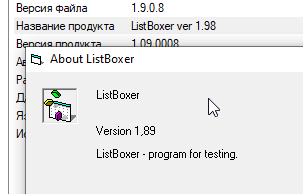 Версия файла 1.9.0.8
Название продукта ListBoxer ver 1.98
Версия продукта 1.09.0008
About ListBoxer
ListBoxer
Version 1,89
ListBoxer - program for testing.